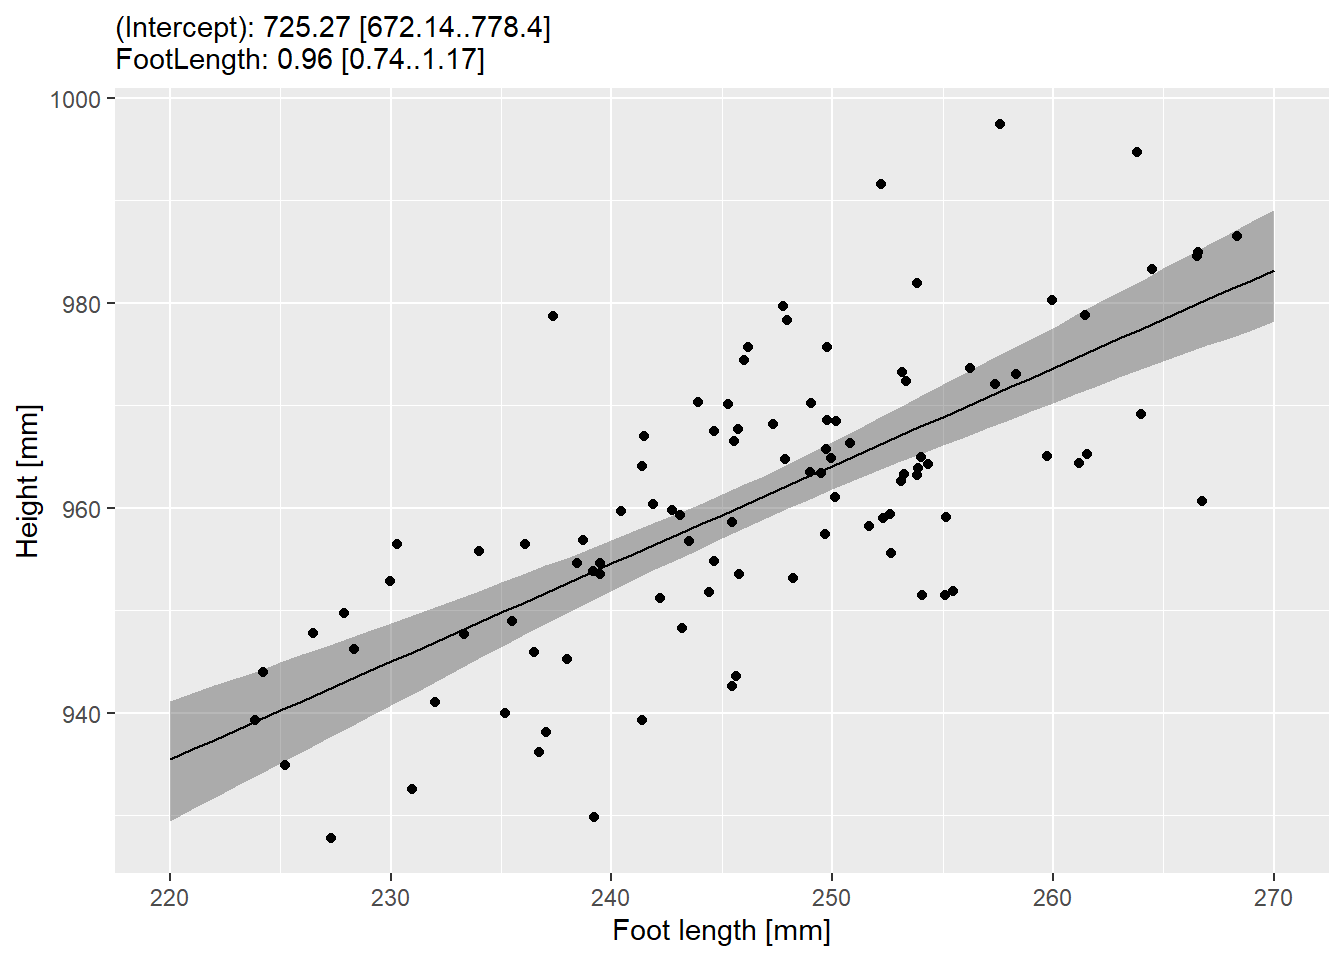 (Intercept): 725.27 [672.14..778.4]
FootLength: 0.96 [0.74..1.17]
1000
980
960
940
Height [mm]
220 230 240 250 260 270
Foot length [mm]